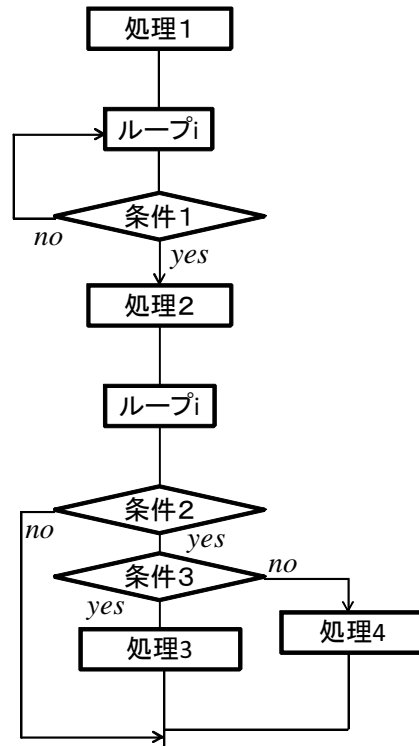 処理１
ループi
条件１
no
yes
処理２
ループi
条件２
no
yes
条件３
no
yes
処理3
処理4